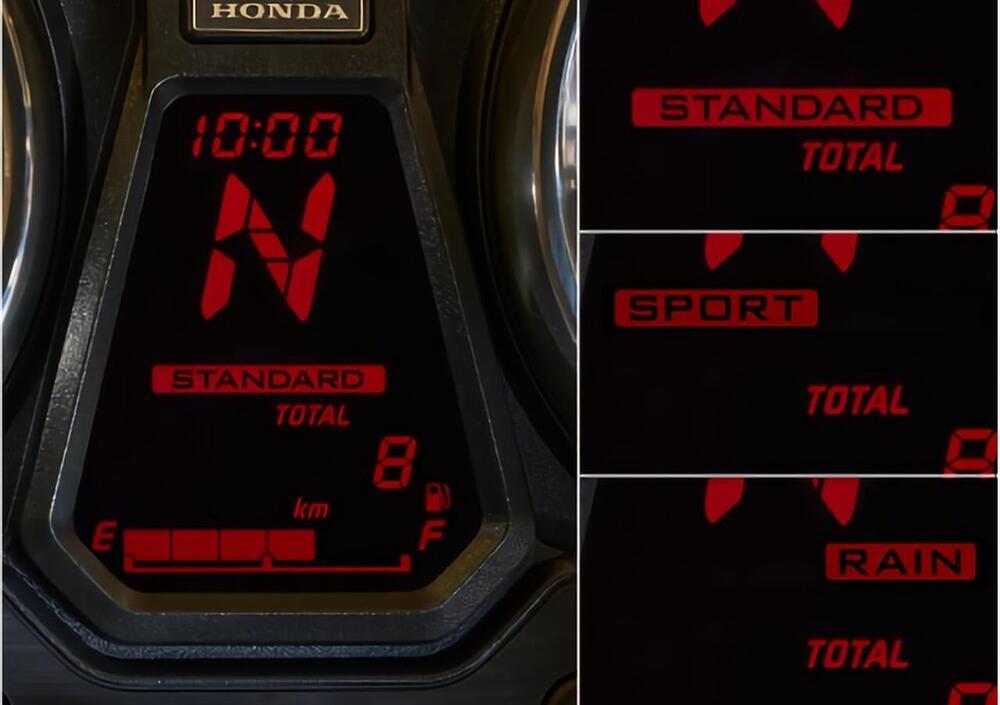 HONDA
10:00
N
STANDARD
TOTAL
8
km
E F
STANDARD
TOTAL
SPORT
TOTAL
RAIN
TOTAL